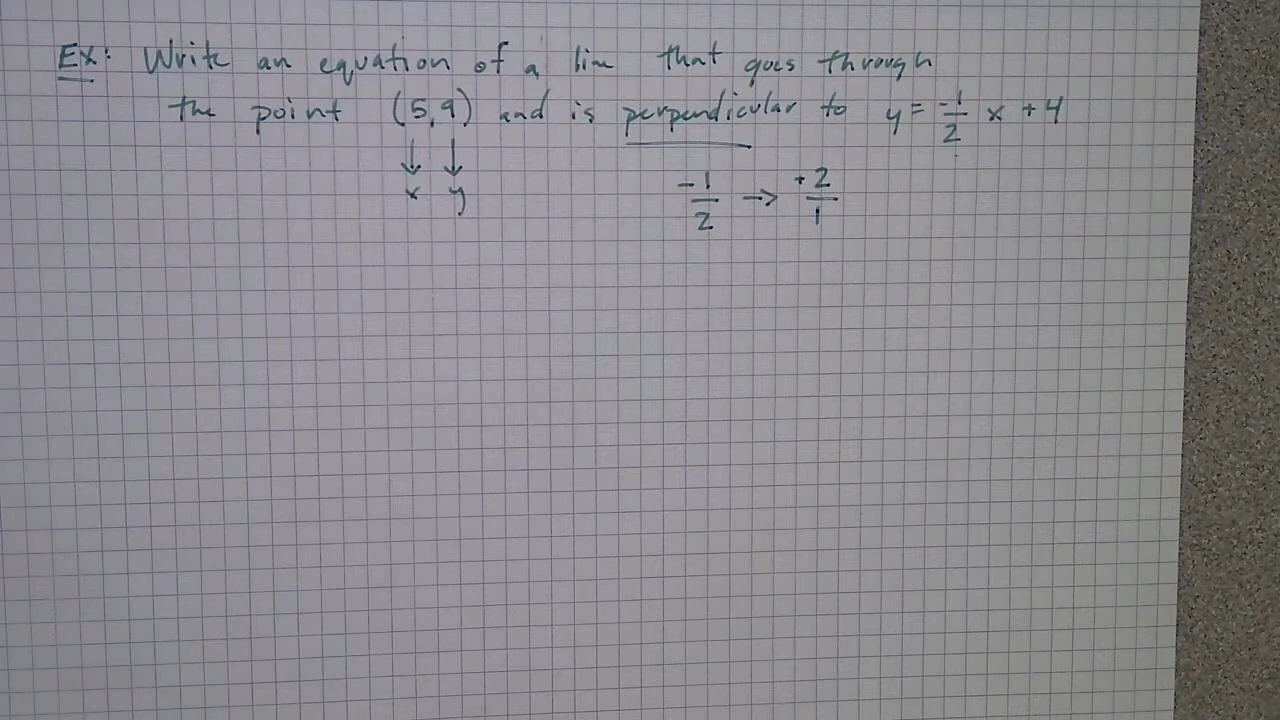 Ex: Write an equation of a line that goes through
the point (5,9) and is perpendicular to y = -1/2 x + 4
↓ ↓
x y
-1/2 → +2/1